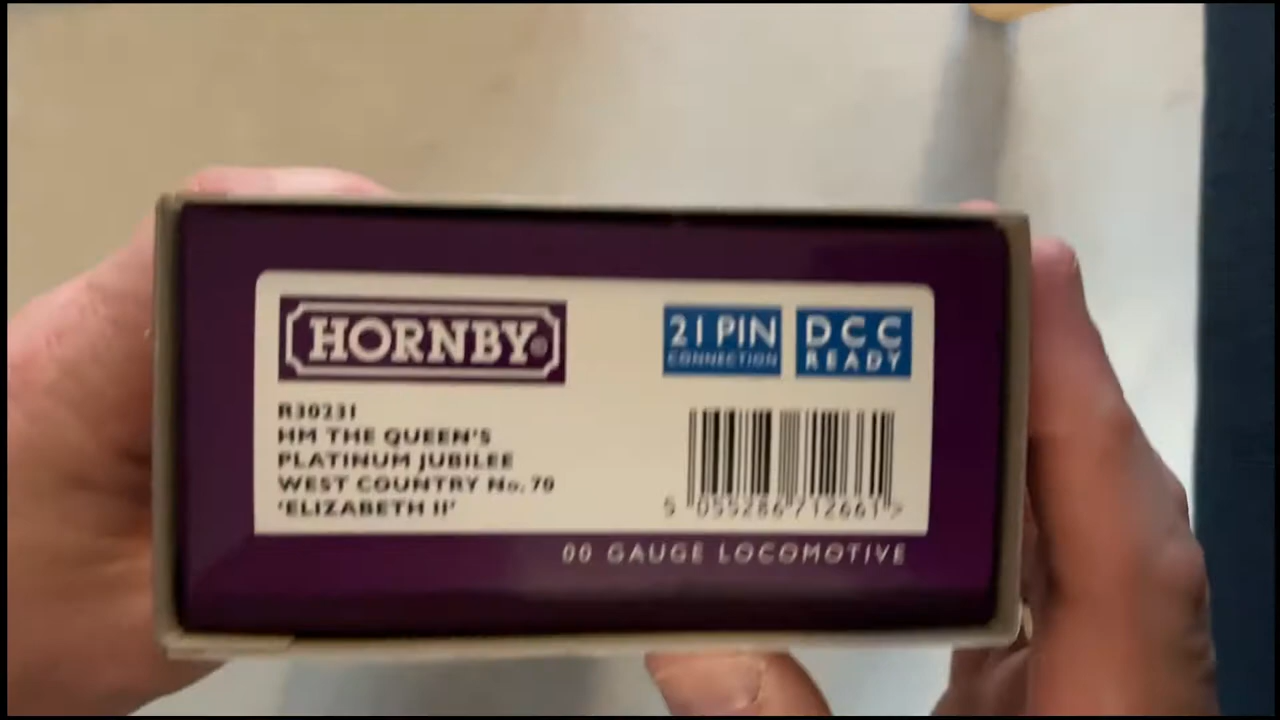 HORNBY®
21 PIN
CONNECTION
DCC
READY
R30231
HM THE QUEEN'S
PLATINUM JUBILEE
WEST COUNTRY No. 70
'ELIZABETH II'
5 055286 712661 >
00 GAUGE LOCOMOTIVE